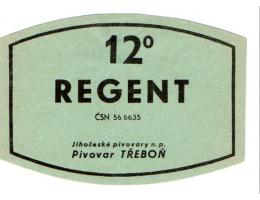 12°
REGENT
ČSN 56 6635
Jihočeské pivovary n.p.
Pivovar TŘEBOŇ